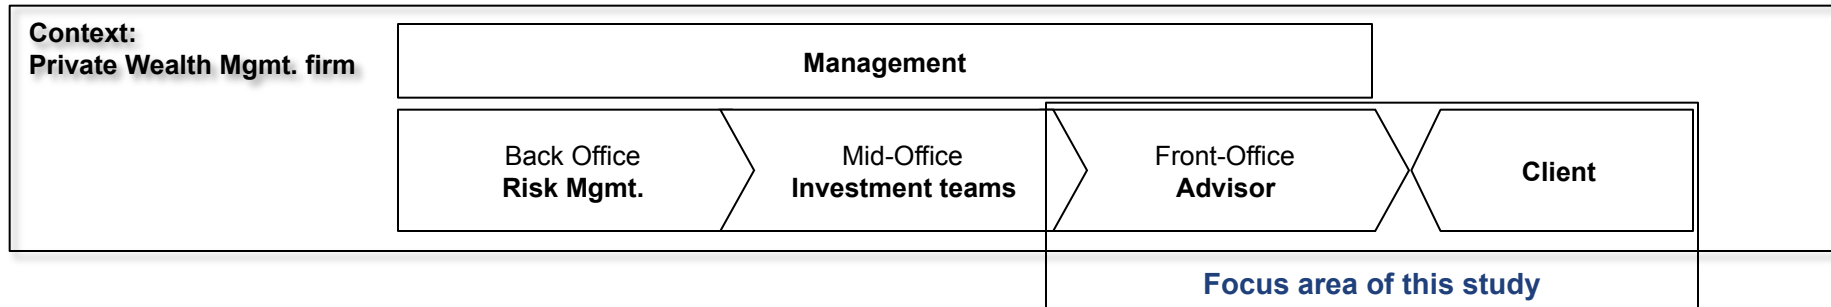 Context:
Private Wealth Mgmt. firm
Management
Back Office
Risk Mgmt.
Mid-Office
Investment teams
Front-Office
Advisor
Client
Focus area of this study